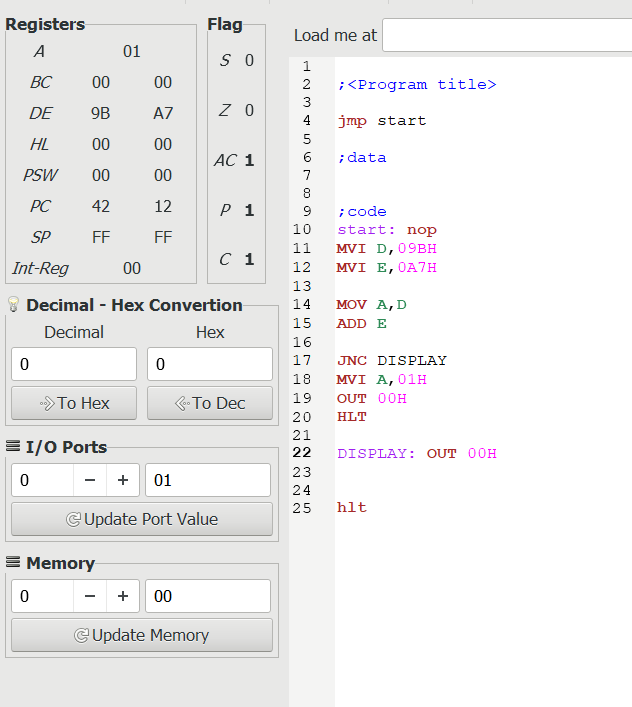 Registers
A 01
BC 00 00
DE 9B A7
HL 00 00
PSW 00 00
PC 42 12
SP FF FF
Int-Reg 00
Flag
S 0
Z 0
AC 1
P 1
C 1
Decimal - Hex Convertion
Decimal Hex
0 0
To Hex To Dec
I/O Ports
0 − + 01
Update Port Value
Memory
0 − + 00
Update Memory
Load me at
1
2 ;<Program title>
3
4 jmp start
5
6 ;data
7
8
9 ;code
10 start: nop
11 MVI D,09BH
12 MVI E,0A7H
13
14 MOV A,D
15 ADD E
16
17 JNC DISPLAY
18 MVI A,01H
19 OUT 00H
20 HLT
21
22 DISPLAY: OUT 00H
23
24
25 hlt